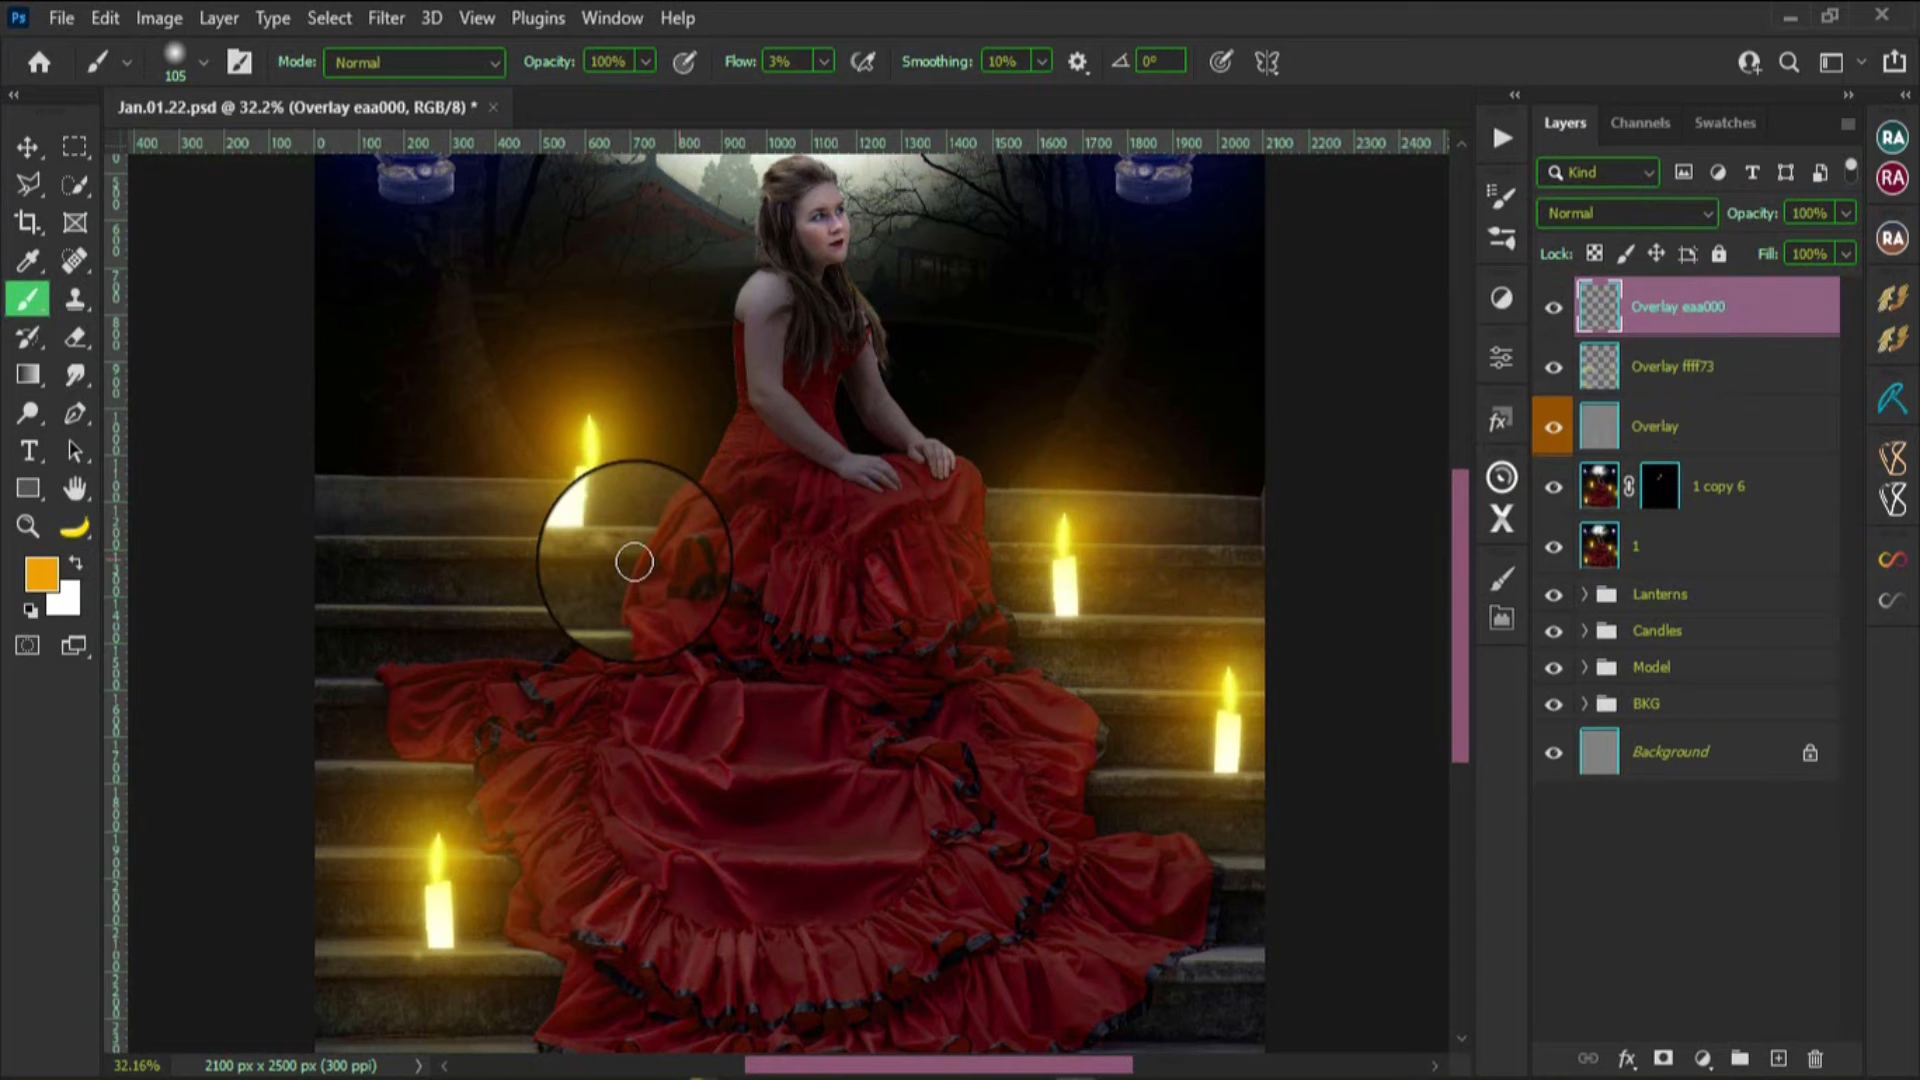 Ps File Edit Image Layer Type Select Filter 3D View Plugins Window Help
105 Mode: Normal Opacity: 100% Flow: 3% Smoothing: 10% 0°
Jan.01.22.psd @ 32.2% (Overlay eaa000, RGB/8) *
400 300 200 100 0 100 200 300 400 500 600 700 800 900 1000 1100 1200 1300 1400 1500 1600 1700 1800 1900 2000 2100 2200 2300 2400
Layers Channels Swatches
Kind
Normal Opacity: 100%
Lock: Fill: 100%
Overlay eaa000
Overlay ffff73
Overlay
1 copy 6
1
Lanterns
Candles
Model
BKG
Background
RA
RA
RA
32.16% 2100 px x 2500 px (300 ppi)
fx
fx